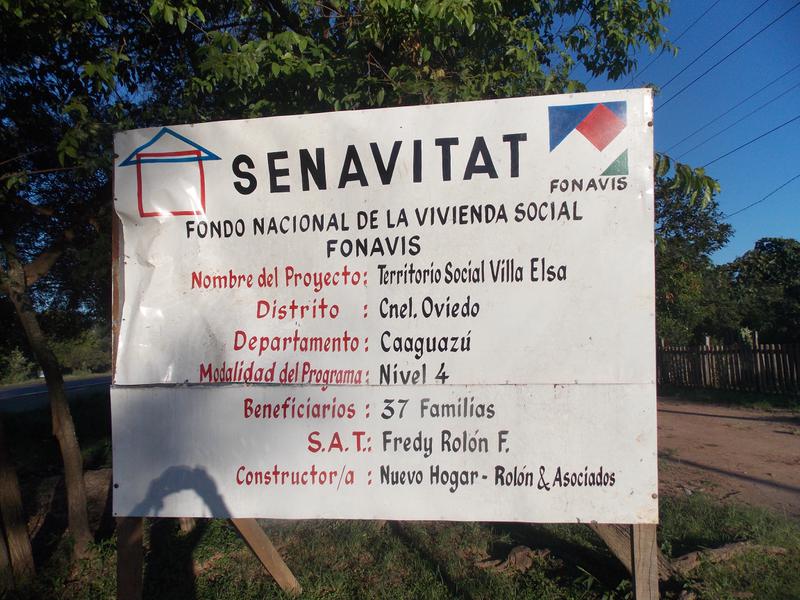 SENAVITAT
FONAVIS
FONDO NACIONAL DE LA VIVIENDA SOCIAL
FONAVIS
Nombre del Proyecto: Territorio Social Villa Elsa
Distrito : Cnel. Oviedo
Departamento: Caaguazú
Modalidad del Programa: Nivel 4
Beneficiarios : 37 Familias
S.A.T.: Fredy Rolón F.
Constructor/a : Nuevo Hogar - Rolón & Asociados